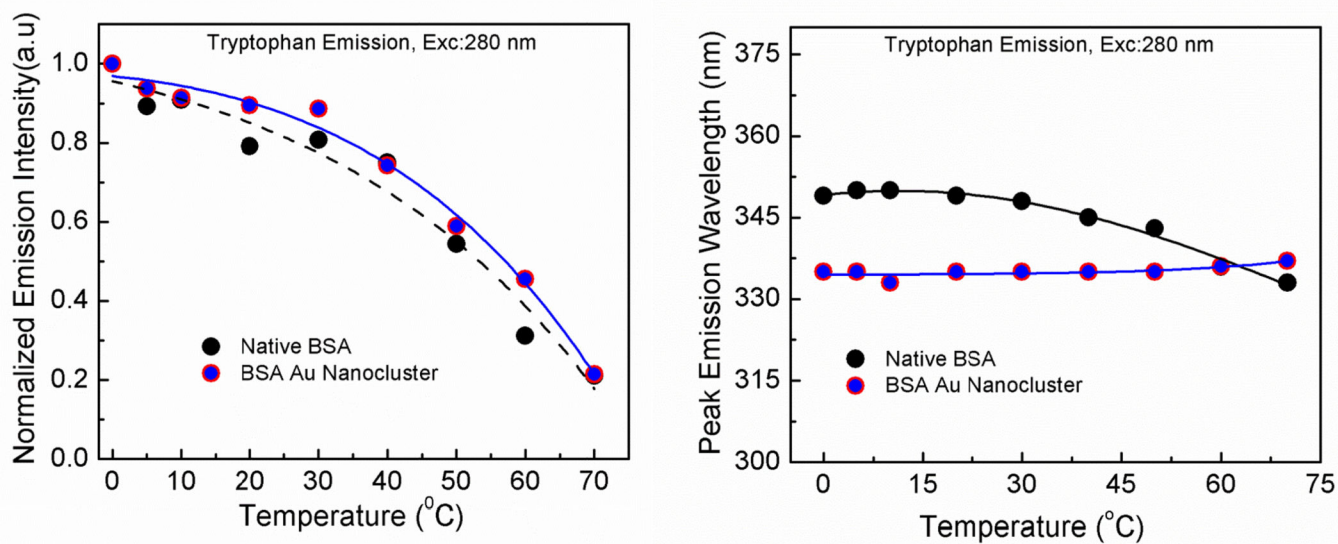 Normalized Emission Intensity(a.u)
Tryptophan Emission, Exc:280 nm
1.0
0.8
0.6
0.4
0.2
0.0
Native BSA
BSA Au Nanocluster
0 10 20 30 40 50 60 70
Temperature (°C)
Peak Emission Wavelength (nm)
Tryptophan Emission, Exc:280 nm
375
360
345
330
315
300
Native BSA
BSA Au Nanocluster
0 15 30 45 60 75
Temperature (°C)